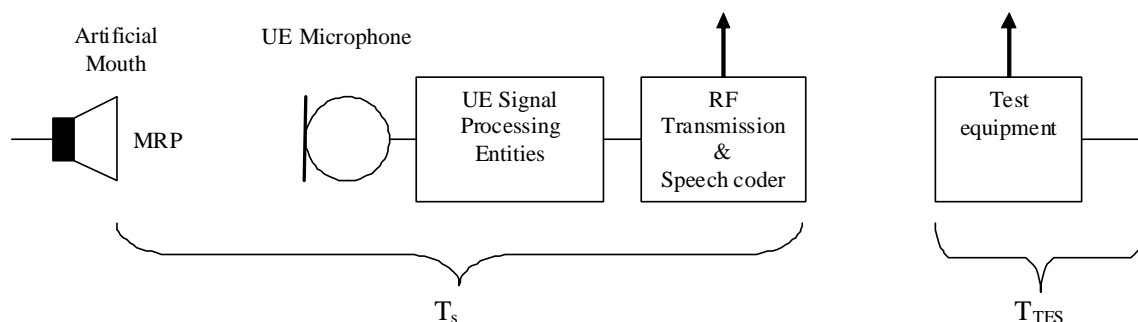 Artificial
Mouth
UE Microphone
MRP
UE Signal
Processing
Entities
RF
Transmission
&
Speech coder
Test
equipment
Ts
TTES